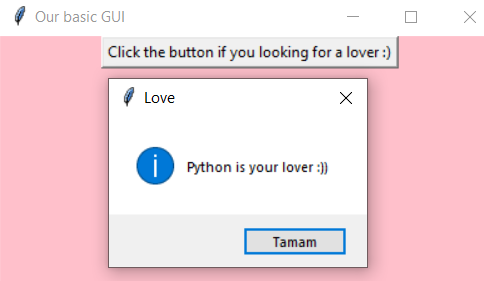 Our basic GUI
Click the button if you looking for a lover :)
Love
Python is your lover :))
Tamam